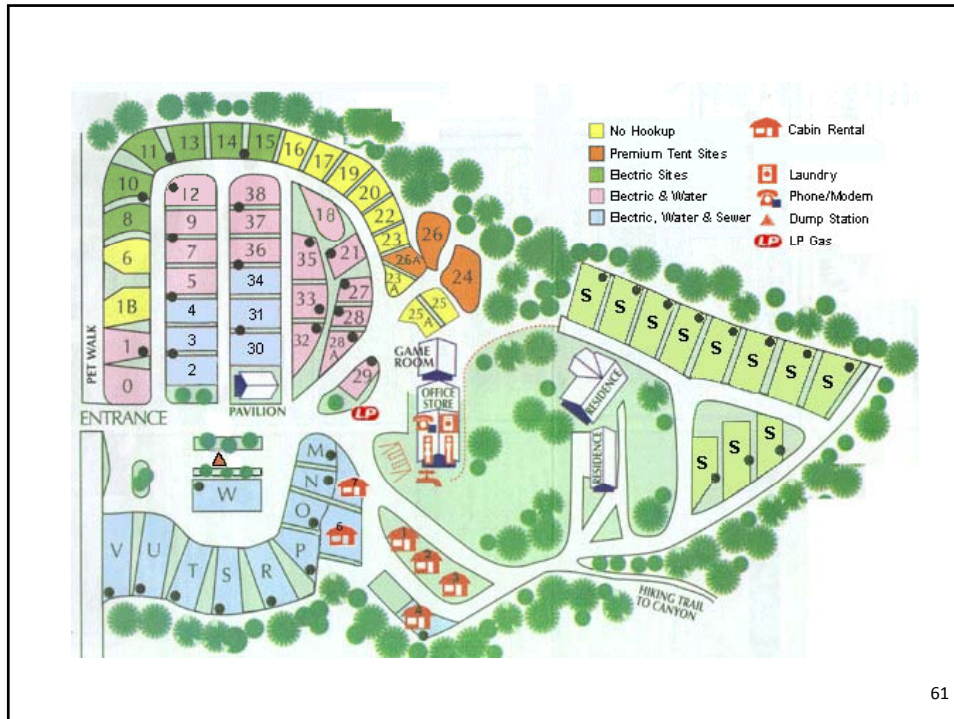 No Hookup
Premium Tent Sites
Electric Sites
Electric & Water
Electric, Water & Sewer
Cabin Rental
Laundry
Phone/Modem
Dump Station
LP LP Gas
11 13 14 15 16 17 19 20 22 23
10
8
6
1B
1
0
12
9
7
5
4
3
2
38
37
36
34
31
30
18
35
33
32
21
27
28
28 A
29
26
26A
23 A
24
25
25 A
PET WALK
ENTRANCE
PAVILION
GAME ROOM
OFFICE
STORE
LP
RESIDENCE
RESIDENCE
S S S S S S S
S S S
M
N
O
P
R
S
T
U
V
W
7
1
2
3
4
HIKING TRAIL
TO CANYON
61